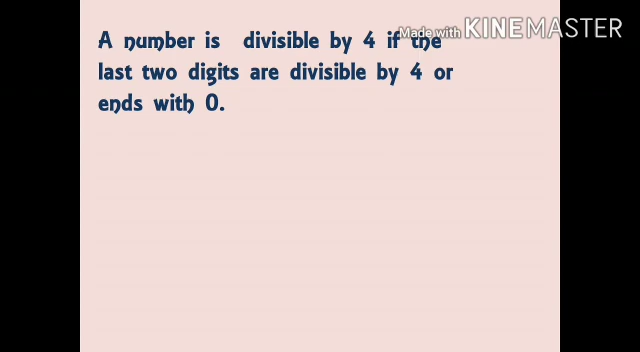 Made with KINEMASTER
A number is divisible by 4 if the
last two digits are divisible by 4 or
ends with 0.